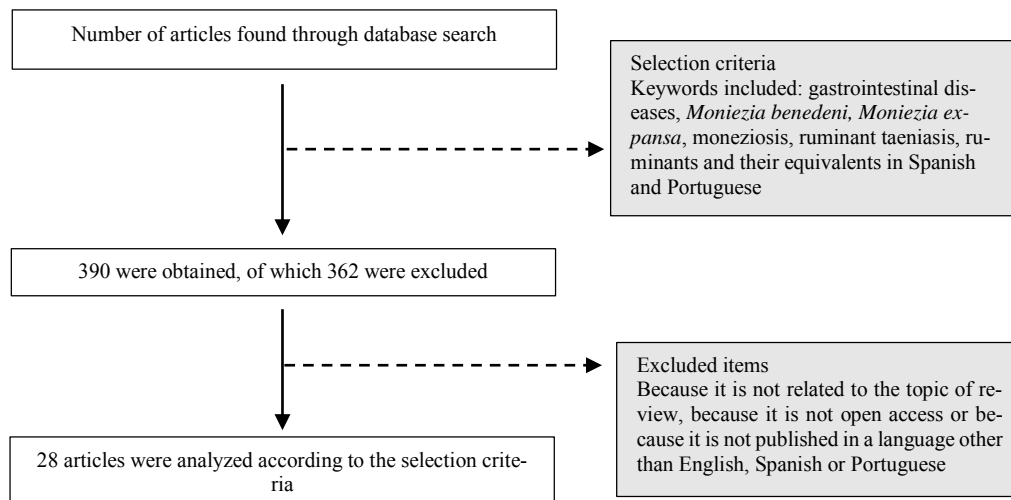 Number of articles found through database search
Selection criteria
Keywords included: gastrointestinal dis-
eases, Moniezia benedeni, Moniezia ex-
pansa, moneziosis, ruminant taeniasis, ru-
minants and their equivalents in Spanish
and Portuguese
390 were obtained, of which 362 were excluded
Excluded items
Because it is not related to the topic of re-
view, because it is not open access or be-
cause it is not published in a language other
than English, Spanish or Portuguese
28 articles were analyzed according to the selection crite-
ria